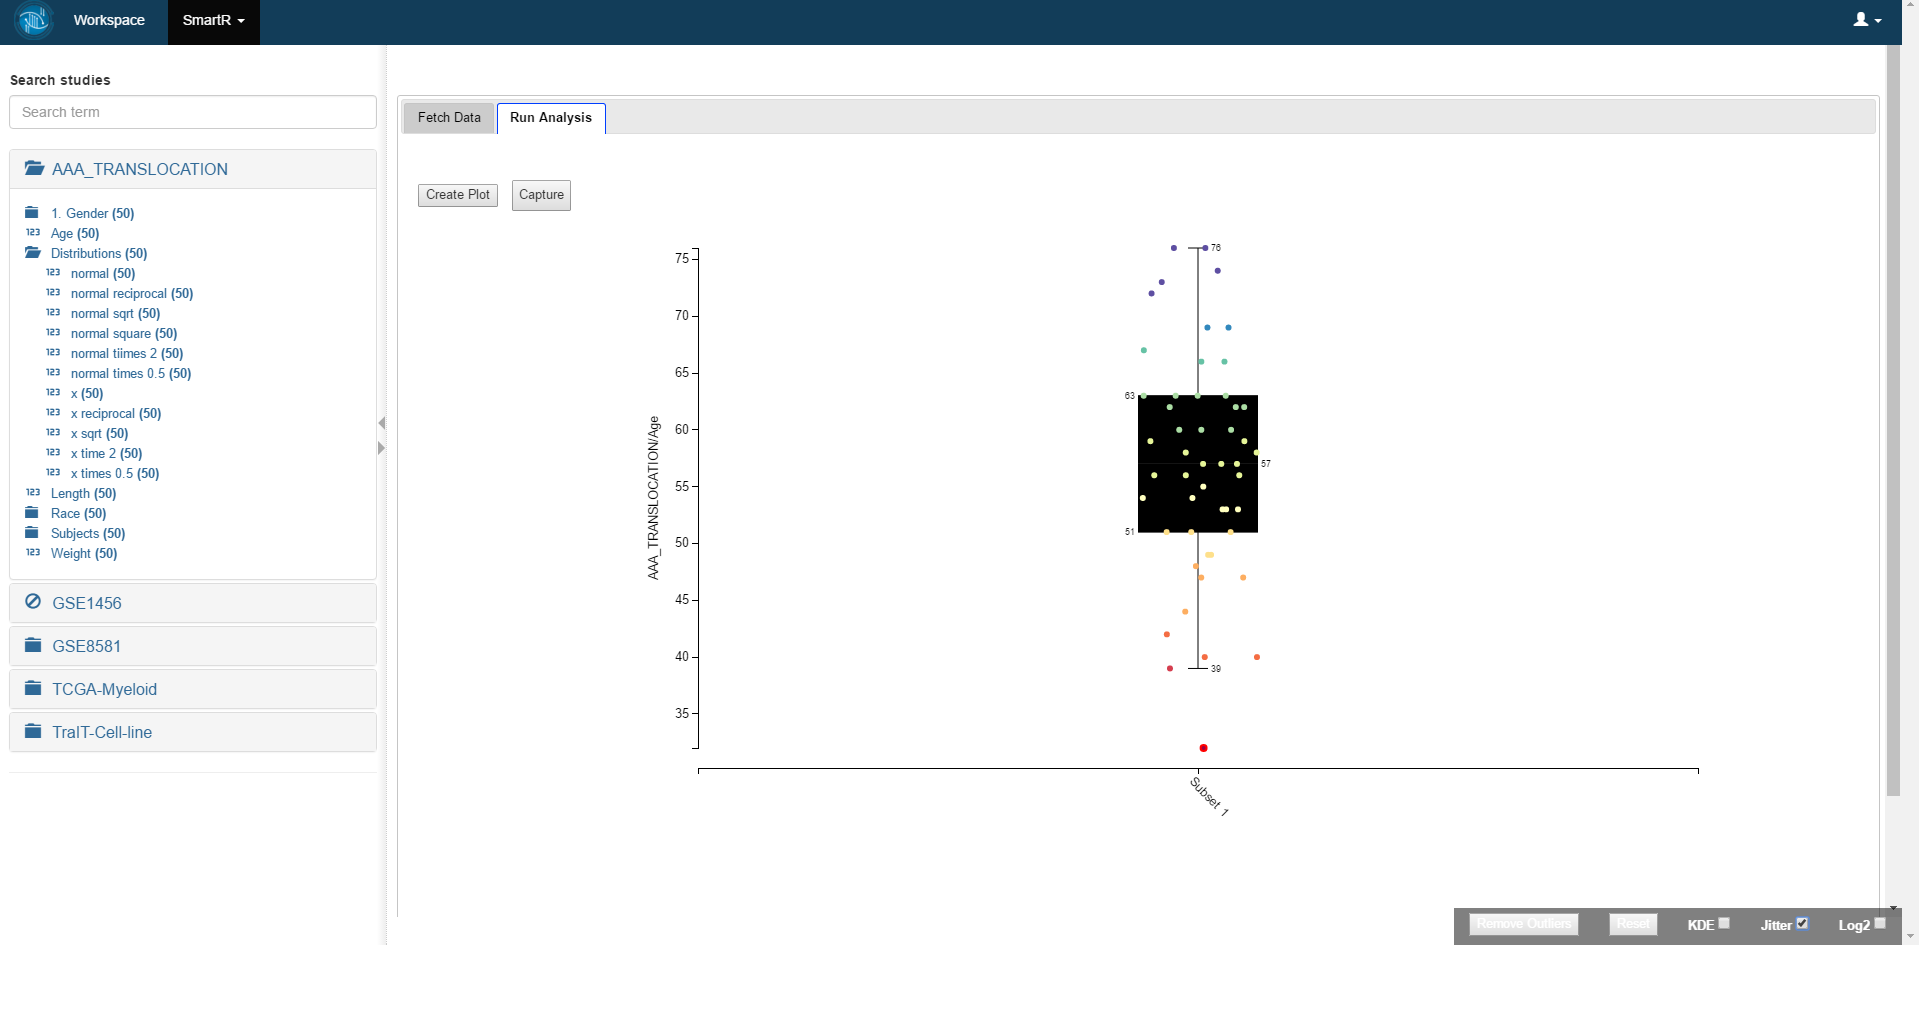 Workspace
SmartR
Search studies
Search term
AAA_TRANSLOCATION
1. Gender (50)
123 Age (50)
Distributions (50)
123 normal (50)
123 normal reciprocal (50)
123 normal sqrt (50)
123 normal square (50)
123 normal tiimes 2 (50)
123 normal times 0.5 (50)
123 x (50)
123 x reciprocal (50)
123 x sqrt (50)
123 x time 2 (50)
123 x times 0.5 (50)
123 Length (50)
Race (50)
Subjects (50)
123 Weight (50)
GSE1456
GSE8581
TCGA-Myeloid
TraIT-Cell-line
Fetch Data
Run Analysis
Create Plot
Capture
AAA_TRANSLOCATION/Age
75
70
65
60
55
50
45
40
35
76
63
57
51
39
Subset 1
Remove Outliers
Reset
KDE
Jitter
Log2